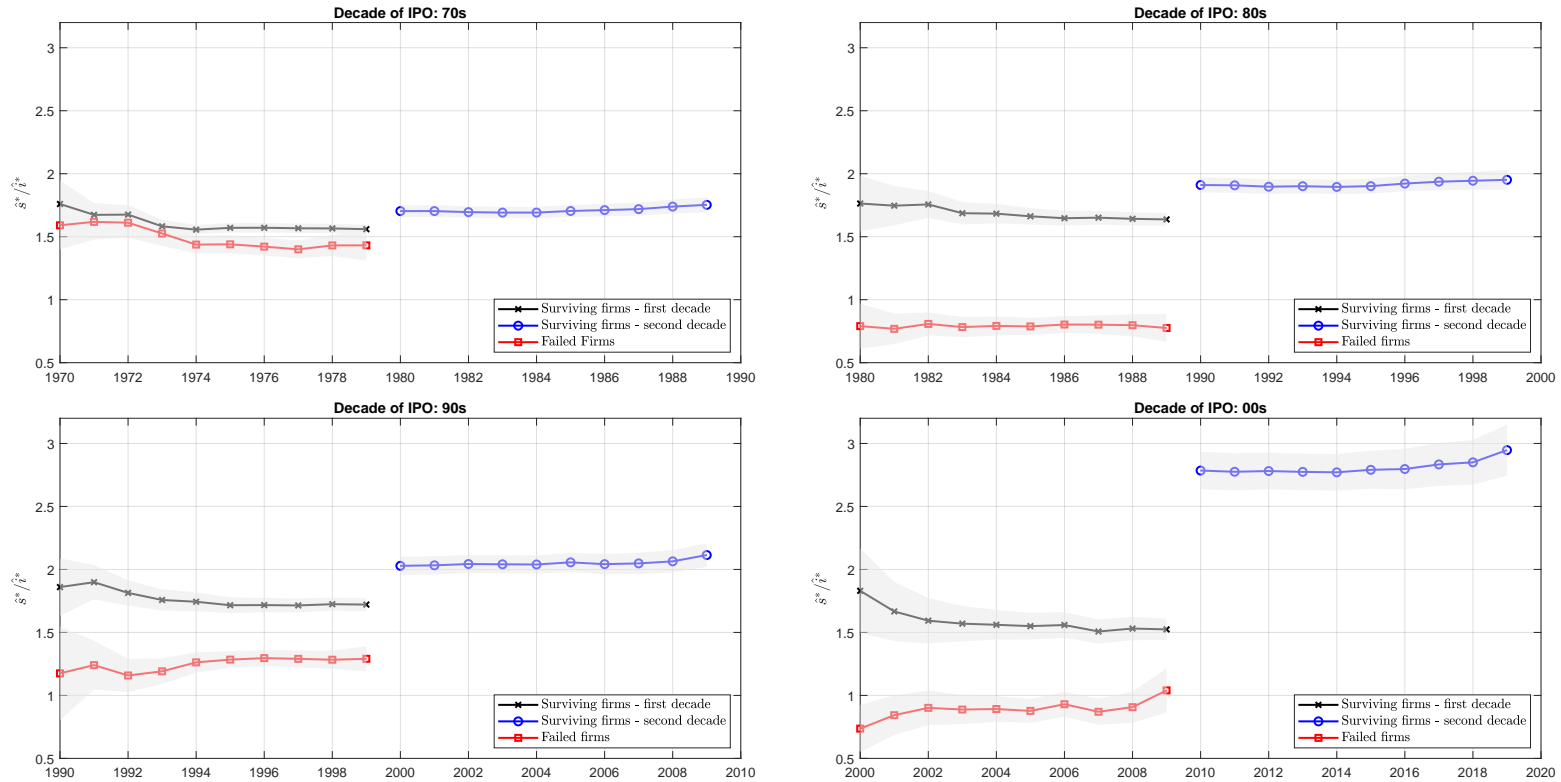 Decade of IPO: 70s
3
2.5
2
1.5
1
0.5
ŝ*/î*
1970 1972 1974 1976 1978 1980 1982 1984 1986 1988 1990
Surviving firms - first decade
Surviving firms - second decade
Failed Firms
Decade of IPO: 80s
3
2.5
2
1.5
1
0.5
ŝ*/î*
1980 1982 1984 1986 1988 1990 1992 1994 1996 1998 2000
Surviving firms - first decade
Surviving firms - second decade
Failed firms
Decade of IPO: 90s
3
2.5
2
1.5
1
0.5
ŝ*/î*
1990 1992 1994 1996 1998 2000 2002 2004 2006 2008 2010
Surviving firms - first decade
Surviving firms - second decade
Failed firms
Decade of IPO: 00s
3
2.5
2
1.5
1
0.5
ŝ*/î*
2000 2002 2004 2006 2008 2010 2012 2014 2016 2018 2020
Surviving firms - first decade
Surviving firms - second decade
Failed firms